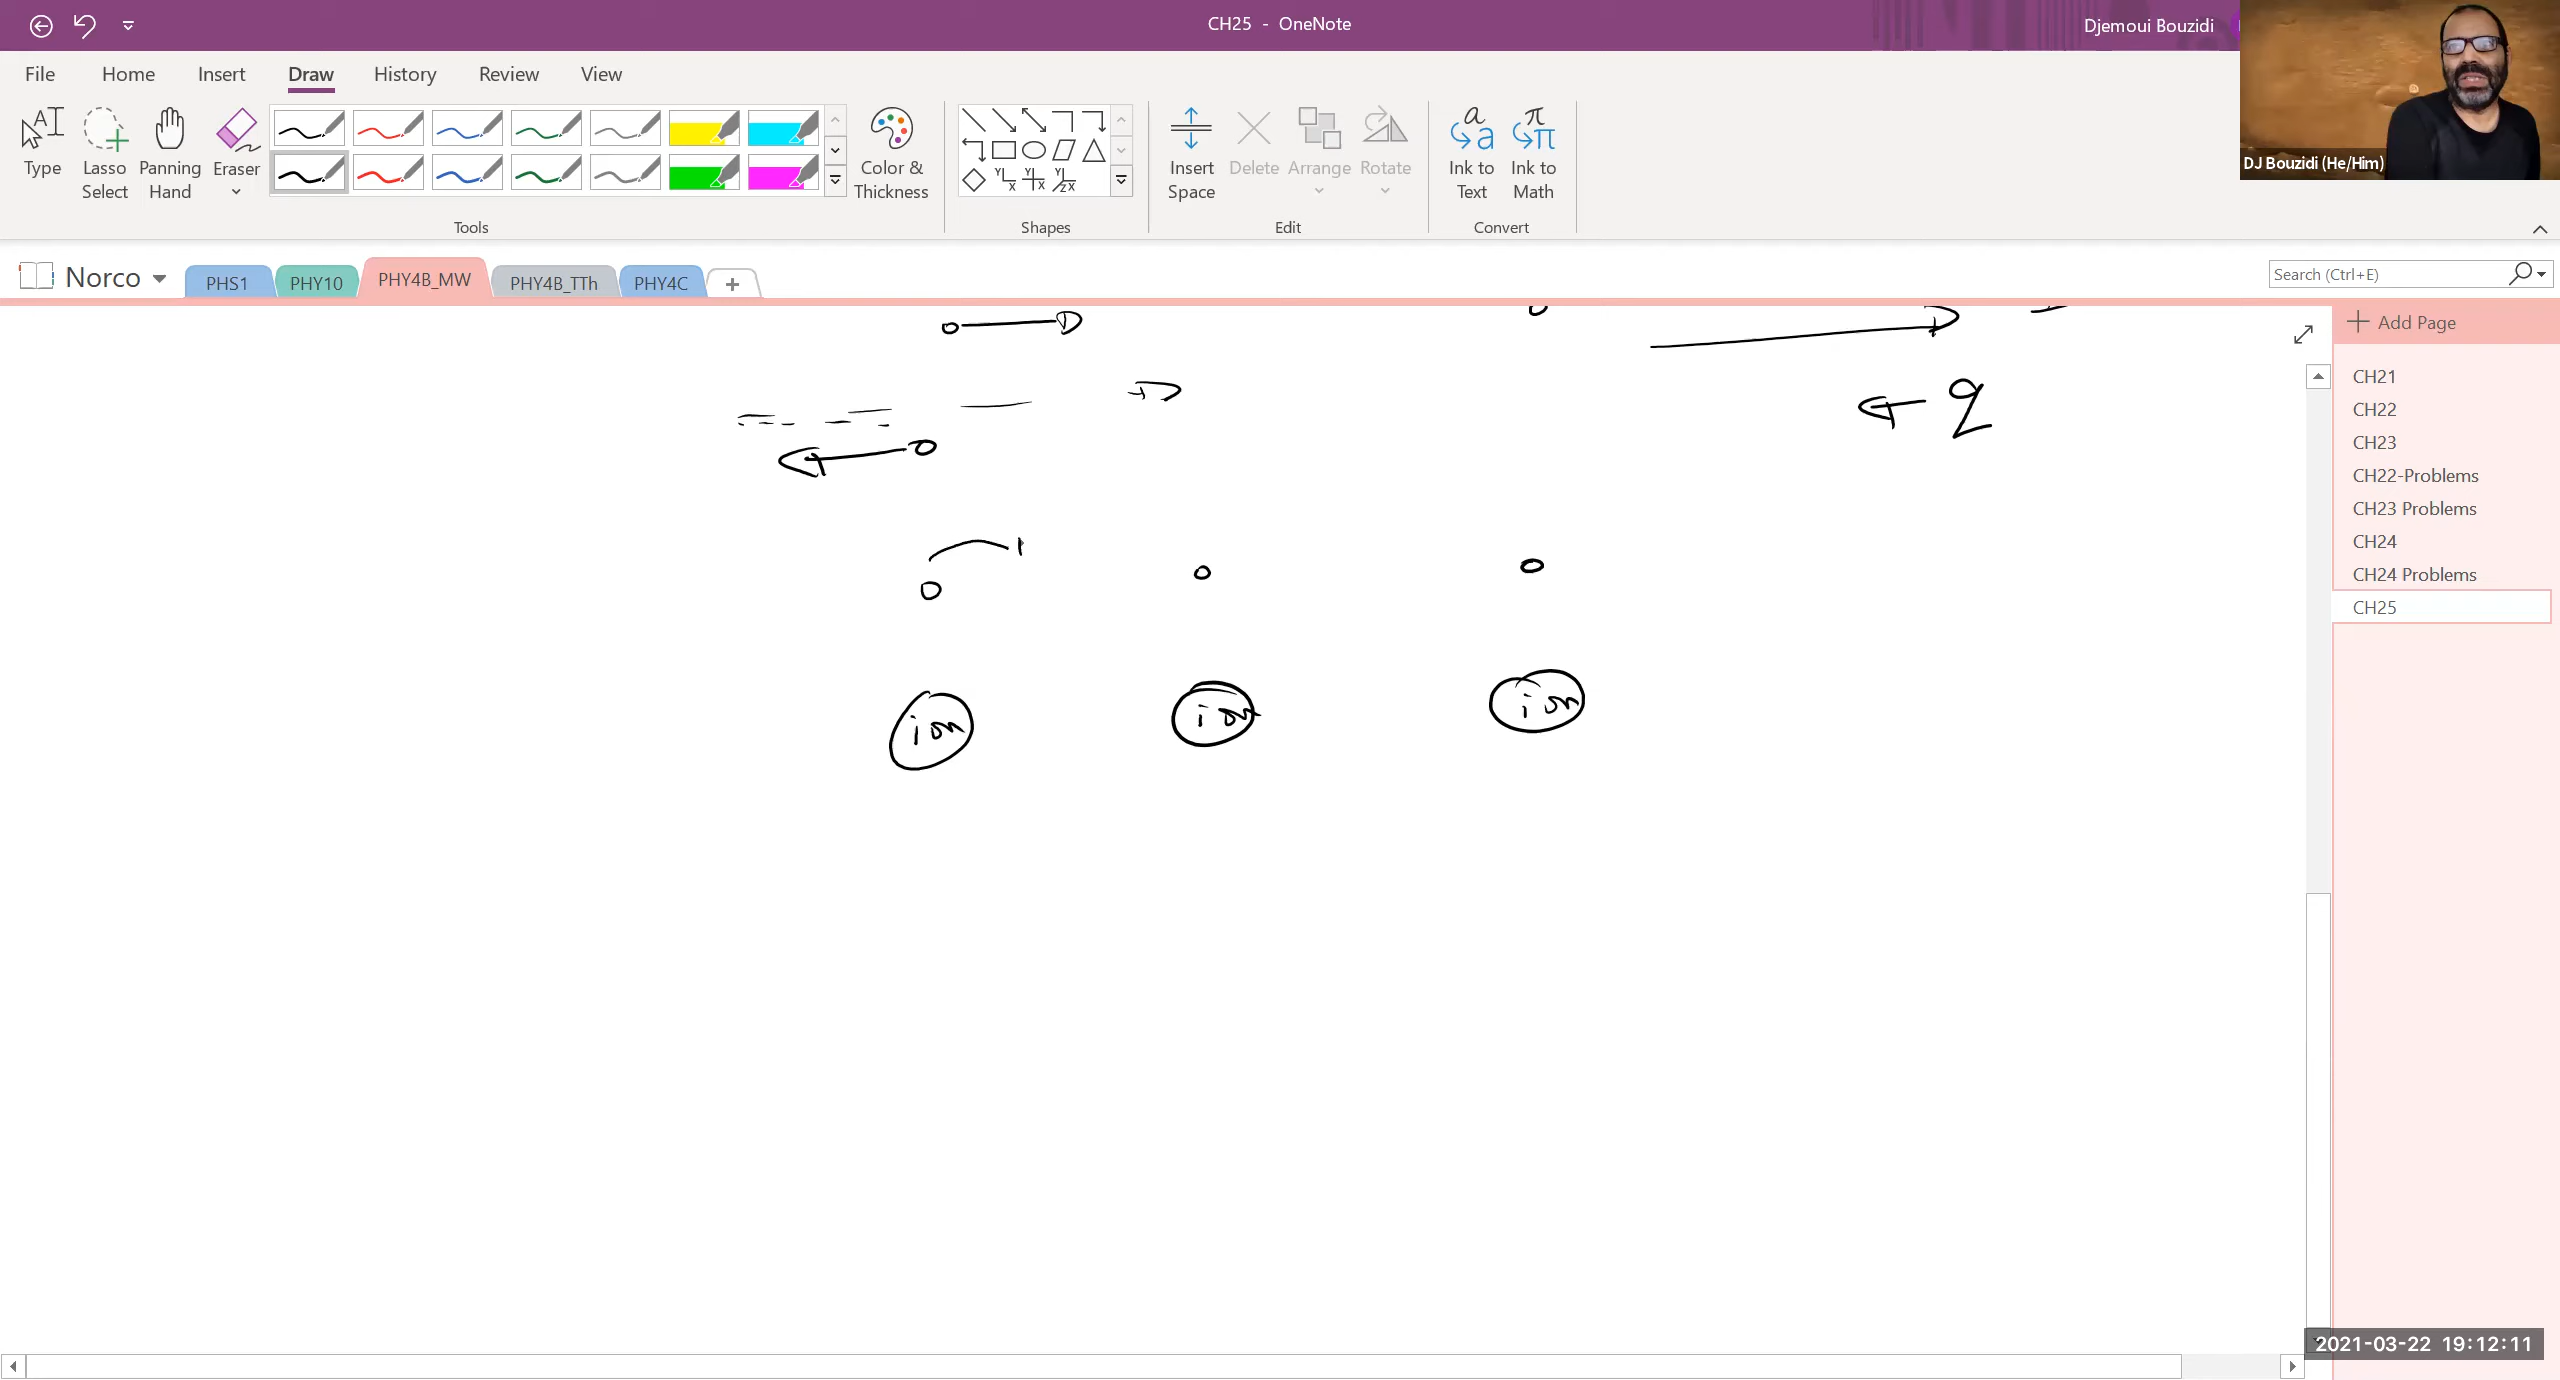 CH25 - OneNote
Djemoui Bouzidi
File Home Insert Draw History Review View
Type
Lasso Select
Panning Hand
Eraser
Color & Thickness
Insert Space
Delete
Arrange
Rotate
Ink to Text
Ink to Math
Tools
Shapes
Edit
Convert
DJ Bouzidi (He/Him)
Norco
PHS1 PHY10 PHY4B_MW PHY4B_TTh PHY4C
Search (Ctrl+E)
Add Page
CH21
CH22
CH23
CH22-Problems
CH23 Problems
CH24
CH24 Problems
CH25
q
ion ion ion
2021-03-22 19:12:11